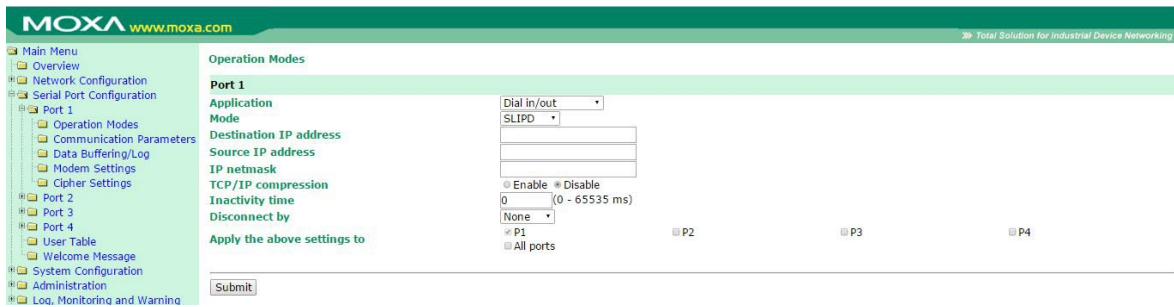 MOXA www.moxa.com
Total Solution for Industrial Device Networking
Main Menu
Overview
Network Configuration
Serial Port Configuration
Port 1
Operation Modes
Communication Parameters
Data Buffering/Log
Modem Settings
Cipher Settings
Port 2
Port 3
Port 4
User Table
Welcome Message
System Configuration
Administration
Log, Monitoring and Warning
Operation Modes
Port 1
Application Dial in/out
Mode SLIPD
Destination IP address
Source IP address
IP netmask
TCP/IP compression Enable Disable
Inactivity time 0 (0 - 65535 ms)
Disconnect by None
Apply the above settings to P1 P2 P3 P4
All ports
Submit